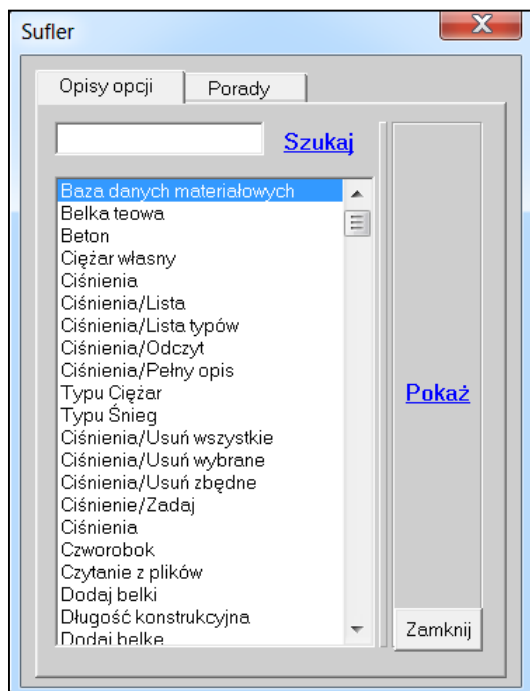 Sufler
Opisy opcji
Porady
Szukaj
Baza danych materiałowych
Belka teowa
Beton
Ciężar własny
Ciśnienia
Ciśnienia/Lista
Ciśnienia/Lista typów
Ciśnienia/Odczyt
Ciśnienia/Pełny opis
Typu Ciężar
Typu Śnieg
Ciśnienia/Usuń wszystkie
Ciśnienia/Usuń wybrane
Ciśnienia/Usuń zbędne
Ciśnienie/Zadaj
Ciśnienia
Czworobok
Czytanie z plików
Dodaj belki
Długość konstrukcyjna
Dodaj belkę
Pokaż
Zamknij